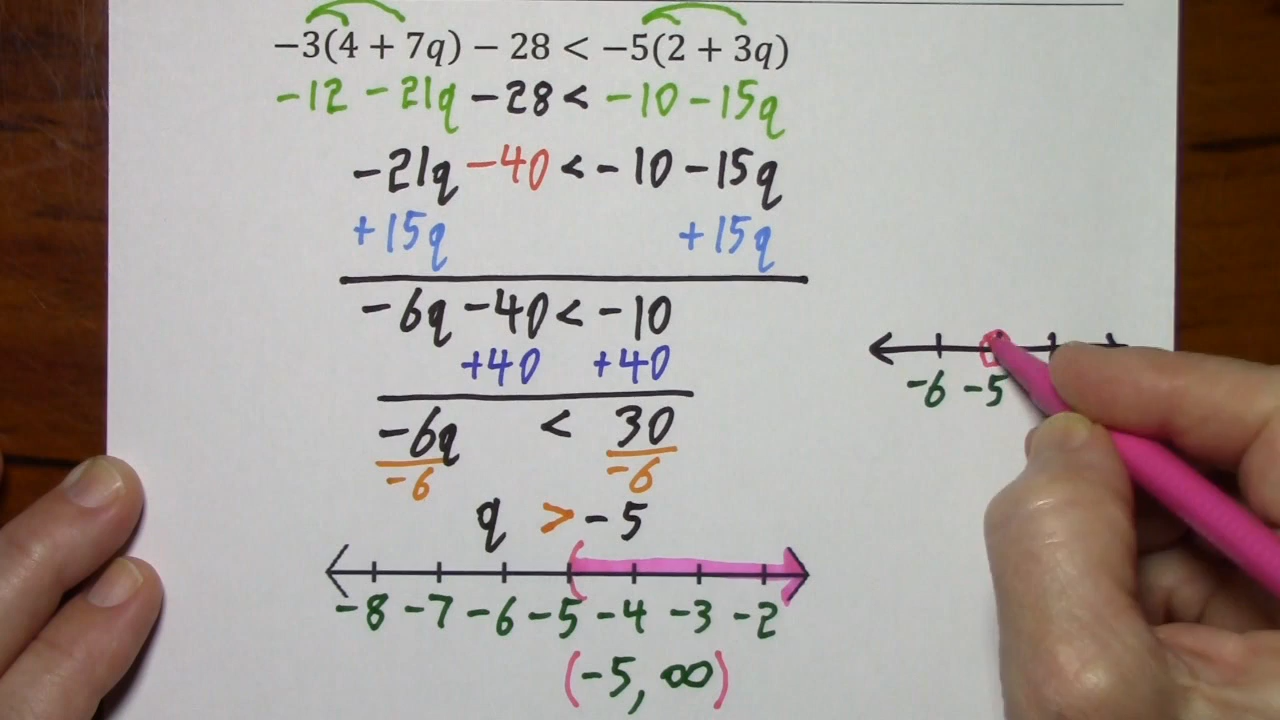 −3(4 + 7q) − 28 < −5(2 + 3q)
-12 -21q -28 < -10 -15q
-21q -40 < -10 -15q
+15q +15q
-6q -40 < -10
+40 +40
-6q < 30
-6 -6
q > -5
-8 -7 -6 -5 -4 -3 -2
(-5, ∞)
-6 -5